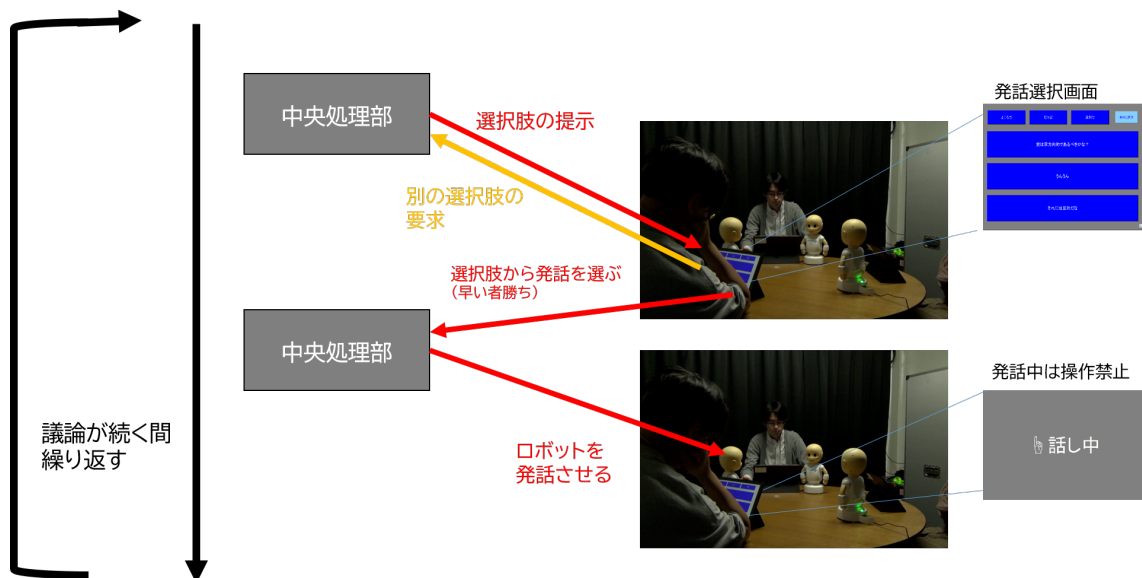 中央処理部
選択肢の提示
別の選択肢の
要求
選択肢から発話を選ぶ
(早い者勝ち)
中央処理部
ロボットを
発話させる
議論が続く間
繰り返す
発話選択画面
うんうん
発話中は操作禁止
話し中